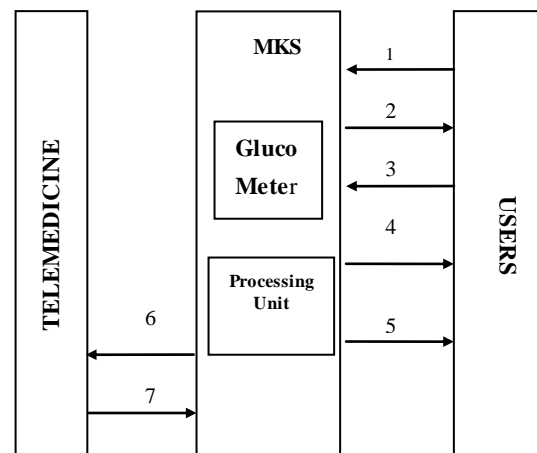 TELEMEDICINE
6
7
MKS
Gluco
Meter
Processing
Unit
1
2
3
4
5
USERS